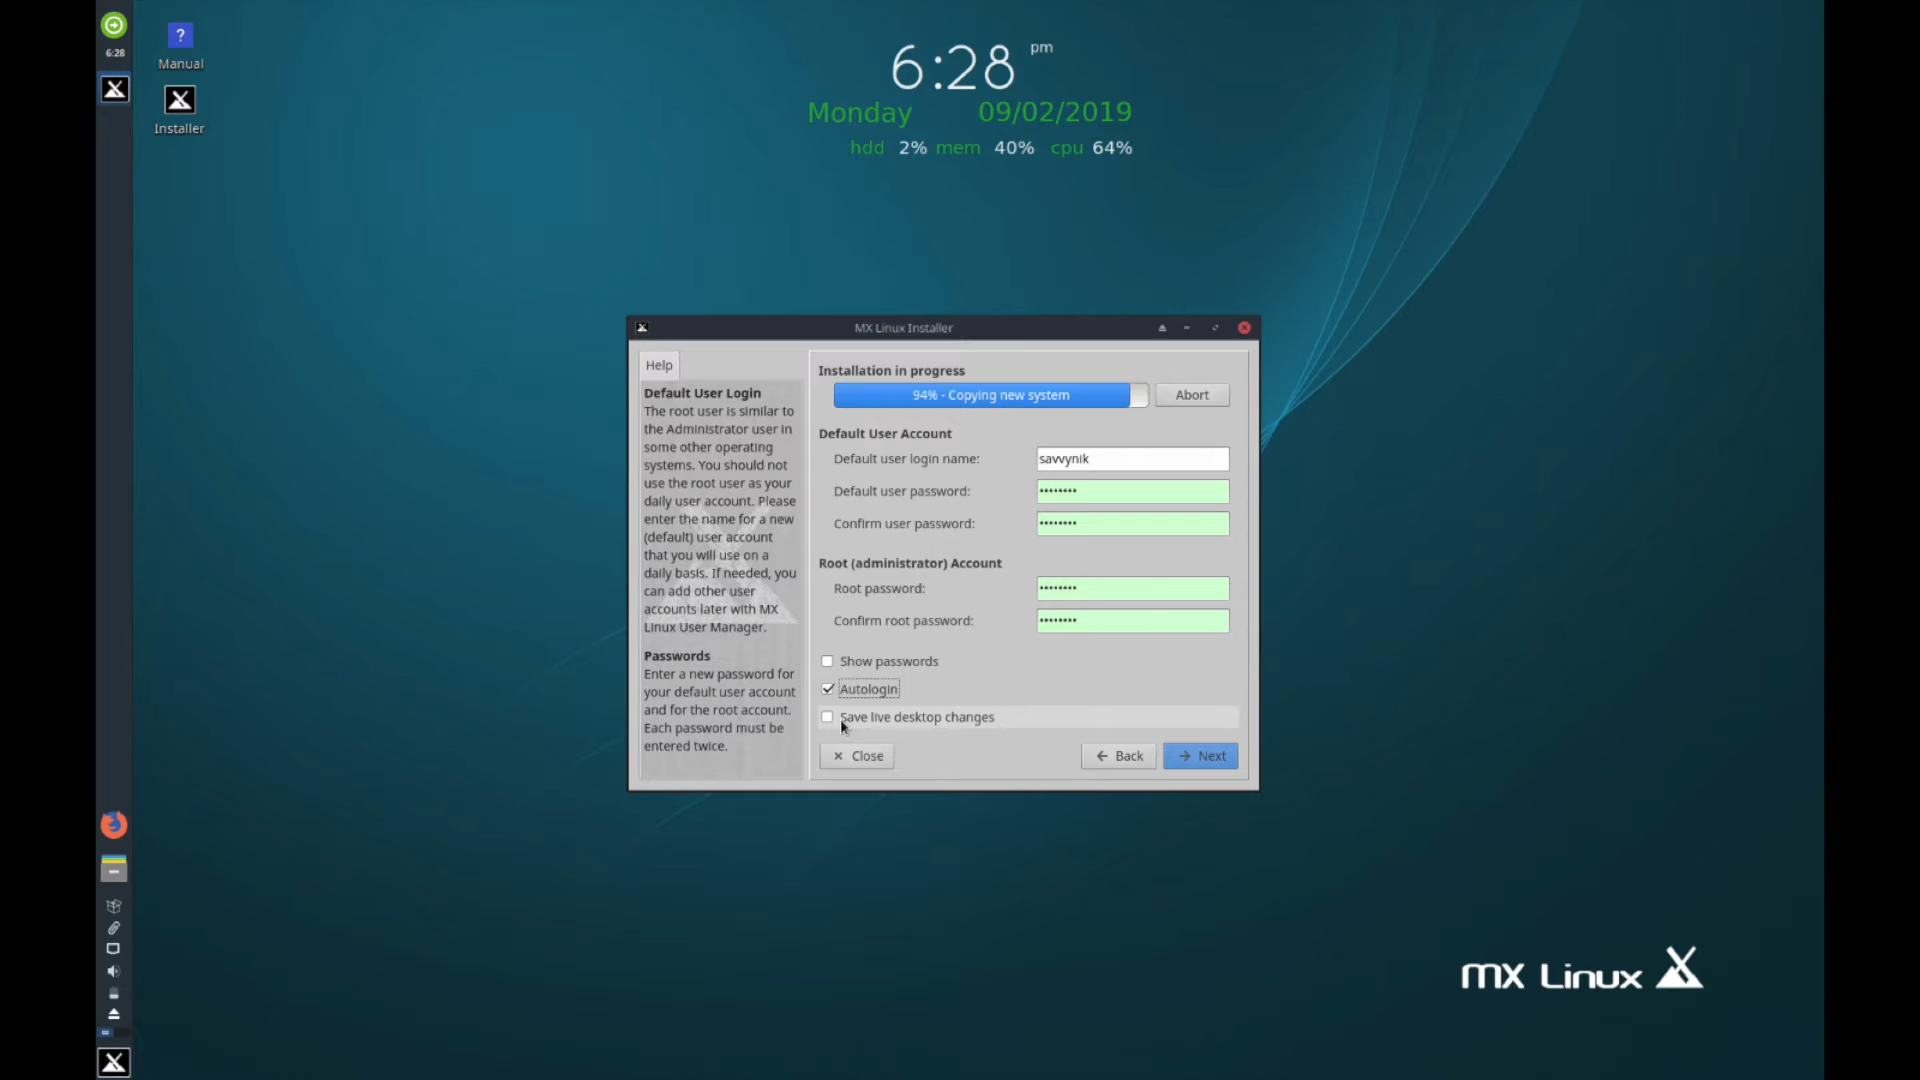 6:28
Manual
Installer
6:28 pm
Monday 09/02/2019
hdd 2% mem 40% cpu 64%
MX Linux Installer
Help
Default User Login
The root user is similar to
the Administrator user in
some other operating
systems. You should not
use the root user as your
daily user account. Please
enter the name for a new
(default) user account
that you will use on a
daily basis. If needed, you
can add other user
accounts later with MX
Linux User Manager.
Passwords
Enter a new password for
your default user account
and for the root account.
Each password must be
entered twice.
Installation in progress
94% - Copying new system
Abort
Default User Account
Default user login name: savvynik
Default user password: ••••••••
Confirm user password: ••••••••
Root (administrator) Account
Root password: ••••••••
Confirm root password: ••••••••
Show passwords
Autologin
Save live desktop changes
Close
Back
Next
MX Linux